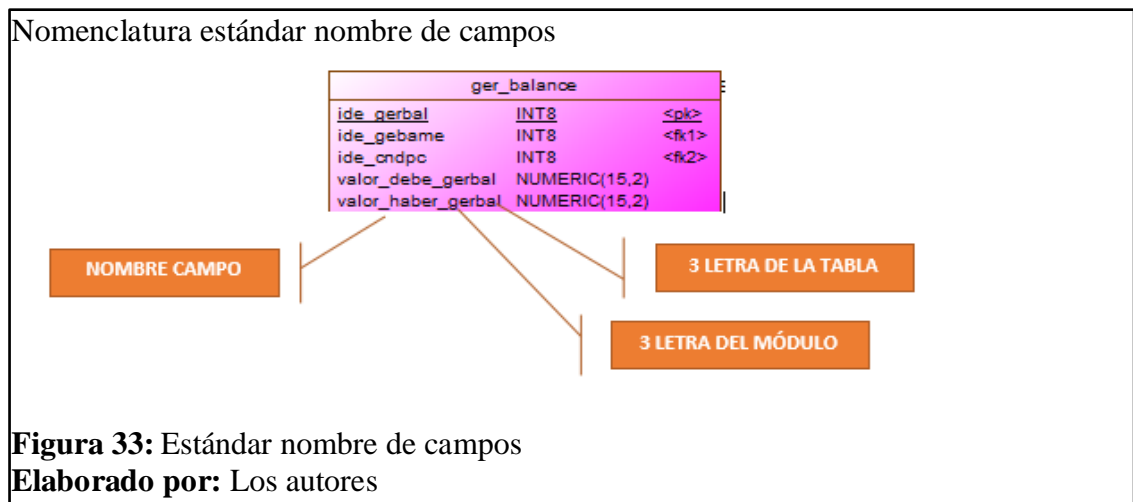 Nomenclatura estándar nombre de campos
ger_balance
ide_gerbal INT8 <pk>
ide_gebame INT8 <fk1>
ide_cndpc INT8 <fk2>
valor_debe_gerbal NUMERIC(15,2)
valor_haber_gerbal NUMERIC(15,2)
NOMBRE CAMPO
3 LETRA DE LA TABLA
3 LETRA DEL MÓDULO
Figura 33: Estándar nombre de campos
Elaborado por: Los autores